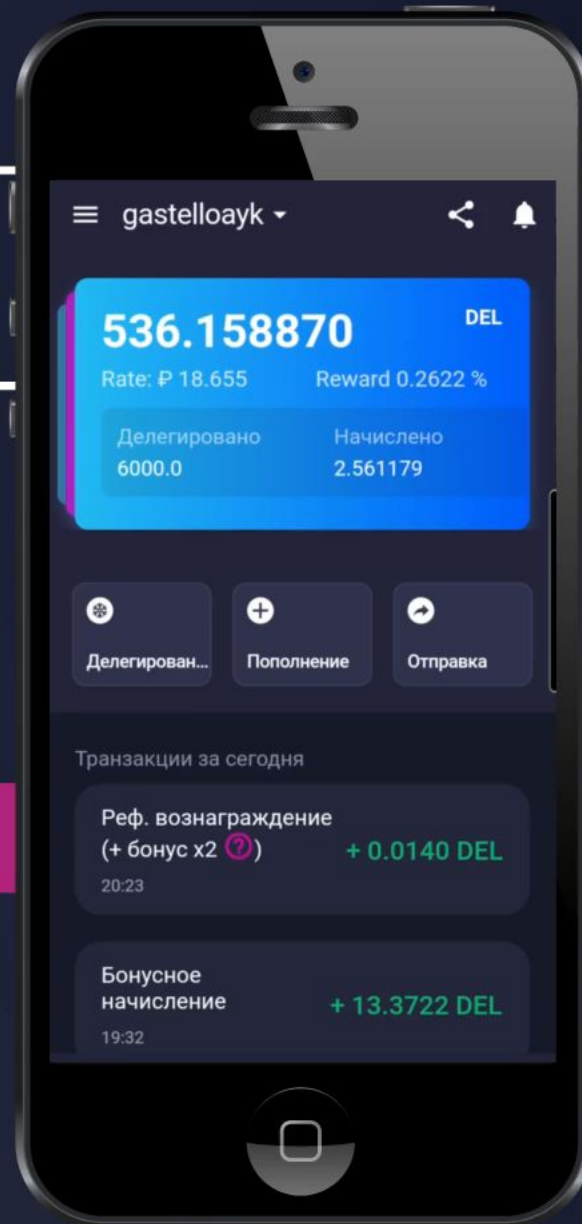 gastelloayk
536.158870 DEL
Rate: ₽ 18.655 Reward 0.2622 %
Делегировано Начислено
6000.0 2.561179
Делегирован... Пополнение Отправка
Транзакции за сегодня
Реф. вознаграждение
(+ бонус x2 ?) + 0.0140 DEL
20:23
Бонусное
начисление + 13.3722 DEL
19:32